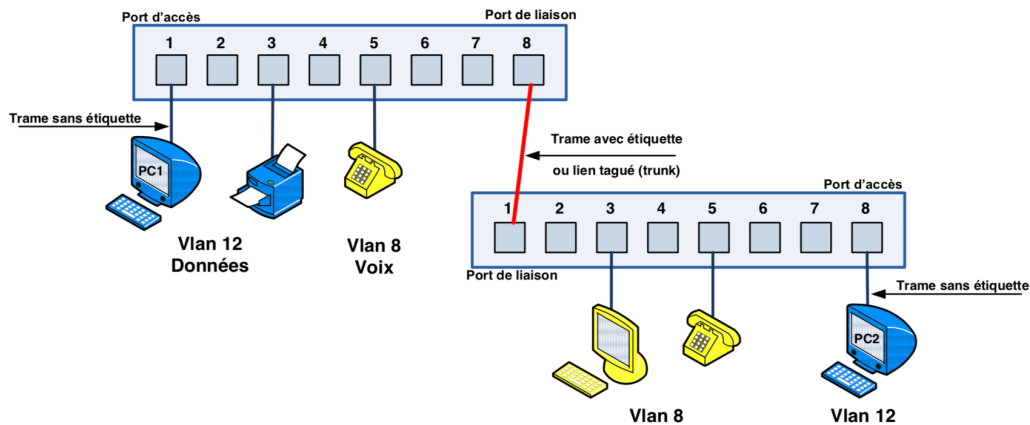 Port d'accès
Port de liaison
1 2 3 4 5 6 7 8
Trame sans étiquette
PC1
Vlan 12
Données
Vlan 8
Voix
Trame avec étiquette
ou lien tagué (trunk)
Port d'accès
1 2 3 4 5 6 7 8
Port de liaison
Trame sans étiquette
PC2
Vlan 8
Vlan 12